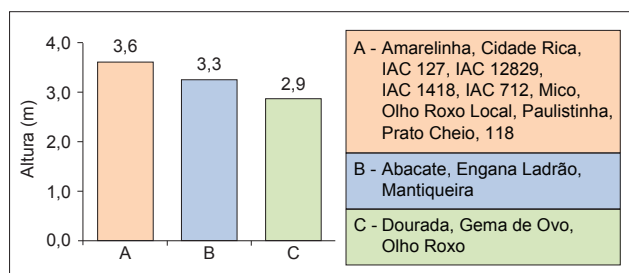 4,0
3,0
2,0
1,0
0,0
Altura (m)
3,6
3,3
2,9
A
B
C
A - Amarelinha, Cidade Rica,
IAC 127, IAC 12829,
IAC 1418, IAC 712, Mico,
Olho Roxo Local, Paulistinha,
Prato Cheio, 118
B - Abacate, Engana Ladrão,
Mantiqueira
C - Dourada, Gema de Ovo,
Olho Roxo